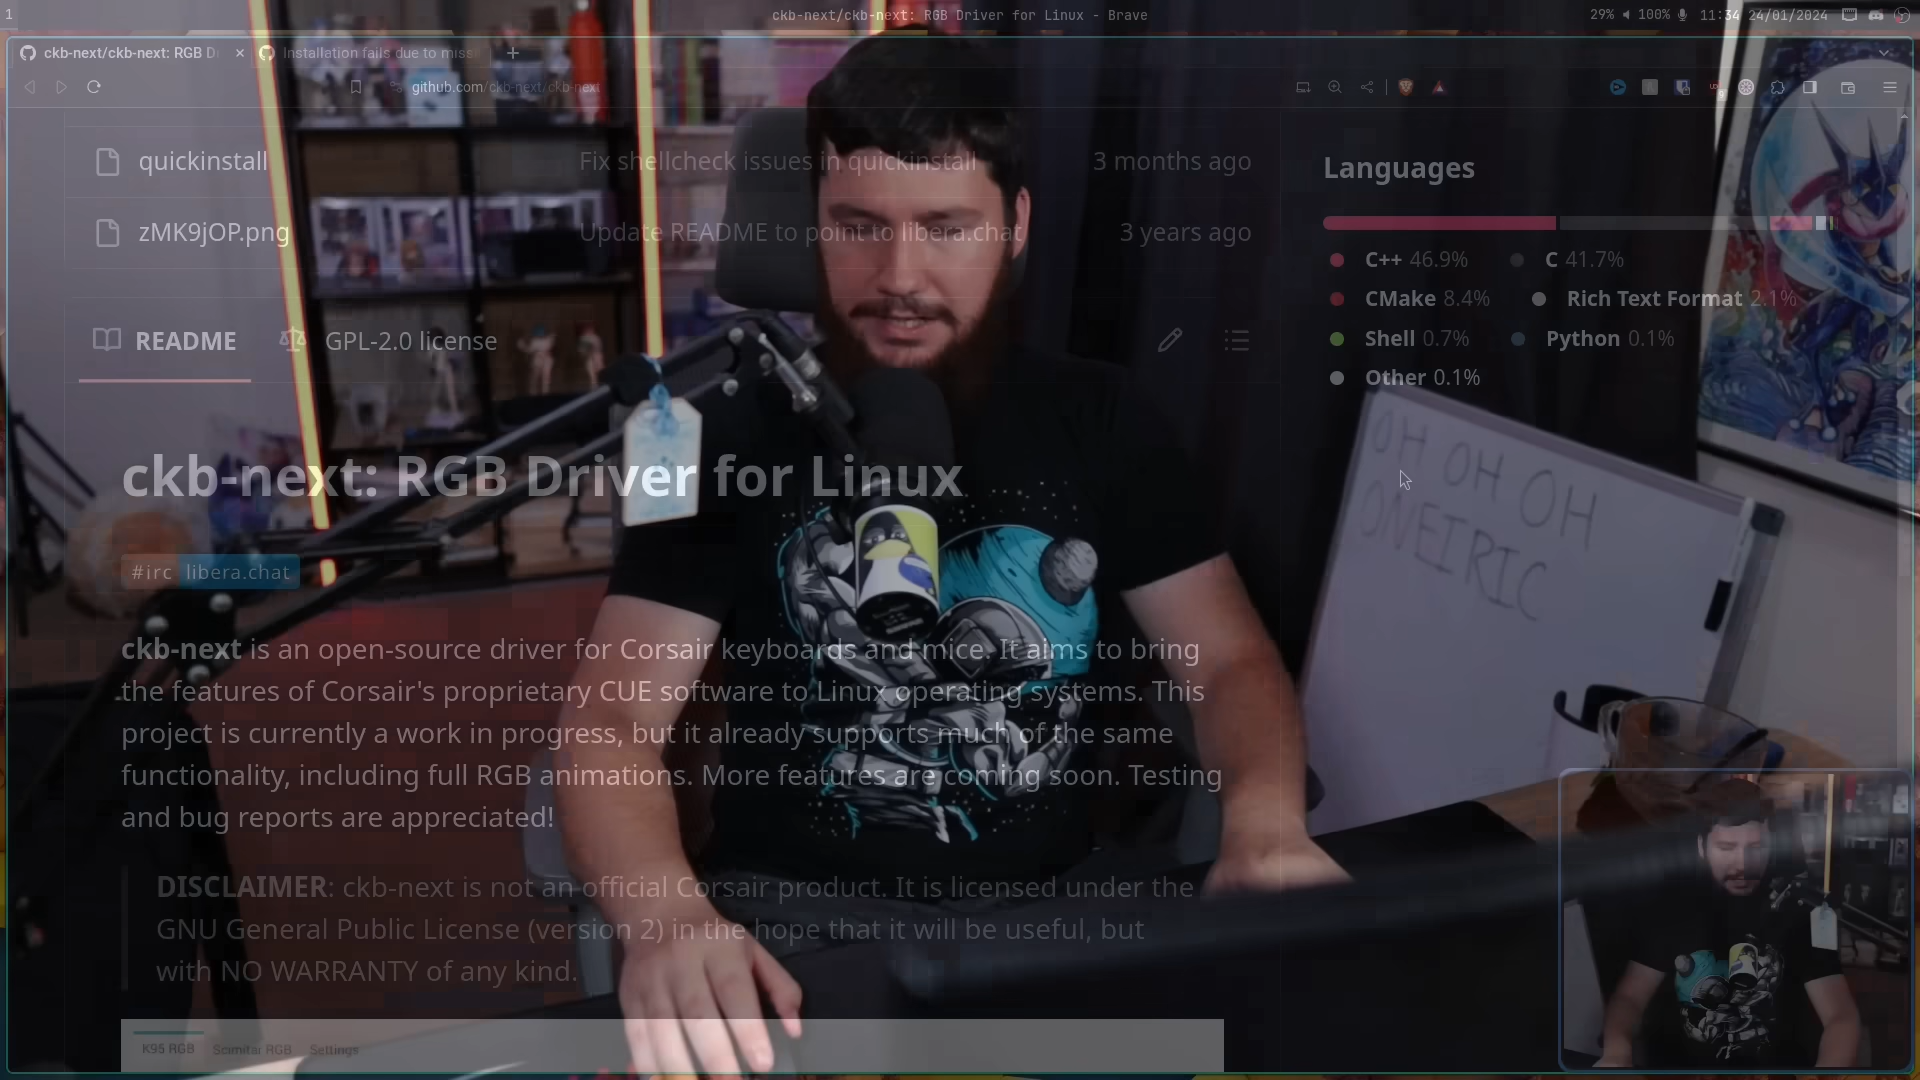 1
ckb-next/ckb-next: RGB Driver for Linux - Brave
29% 100% 11:34 24/01/2024
ckb-next/ckb-next: RGB D
Installation fails due to miss
github.com/ckb-next/ckb-next
quickinstall
Fix shellcheck issues in quickinstall
3 months ago
zMK9jOP.png
Update README to point to libera.chat
3 years ago
Languages
C++ 46.9%
C 41.7%
CMake 8.4%
Rich Text Format 2.1%
Shell 0.7%
Python 0.1%
Other 0.1%
README
GPL-2.0 license
OH OH OH
ONEIRIC
ckb-next: RGB Driver for Linux
#irc libera.chat
ckb-next is an open-source driver for Corsair keyboards and mice. It aims to bring
the features of Corsair's proprietary CUE software to Linux operating systems. This
project is currently a work in progress, but it already supports much of the same
functionality, including full RGB animations. More features are coming soon. Testing
and bug reports are appreciated!
DISCLAIMER: ckb-next is not an official Corsair product. It is licensed under the
GNU General Public License (version 2) in the hope that it will be useful, but
with NO WARRANTY of any kind.
K95 RGB
Scimitar RGB
Settings